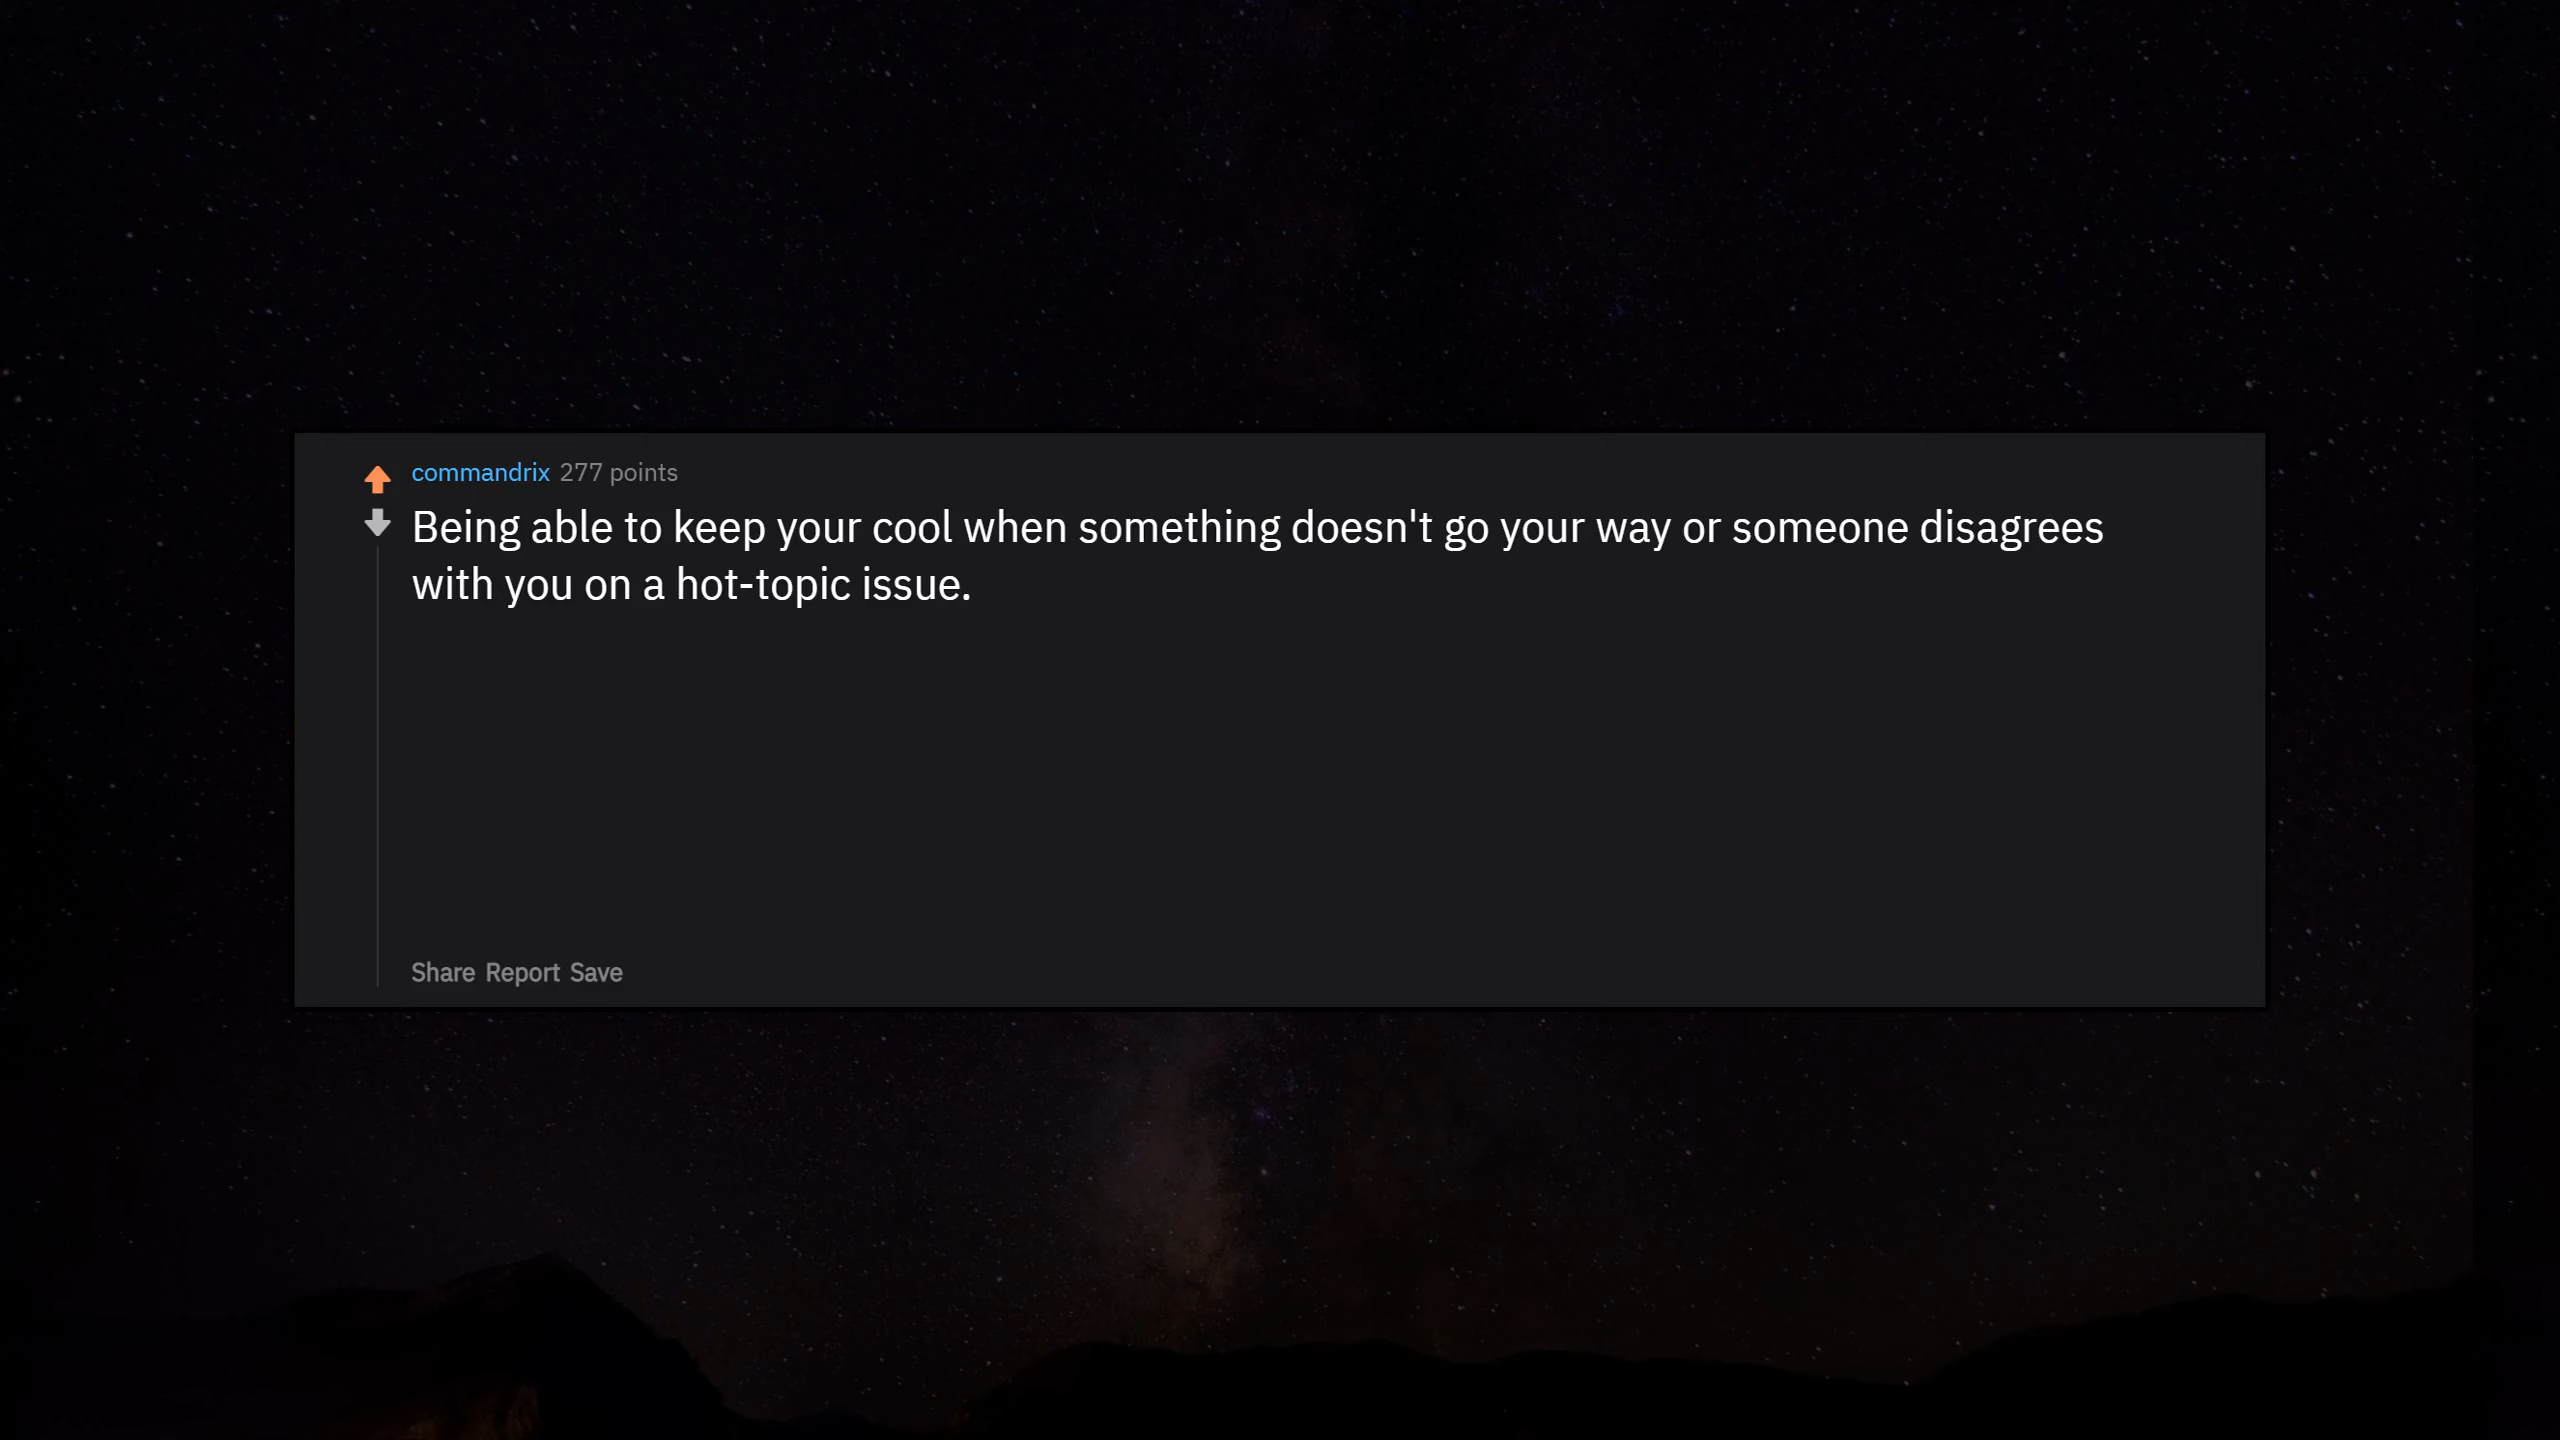 commandrix 277 points
Being able to keep your cool when something doesn't go your way or someone disagrees
with you on a hot-topic issue.
Share Report Save